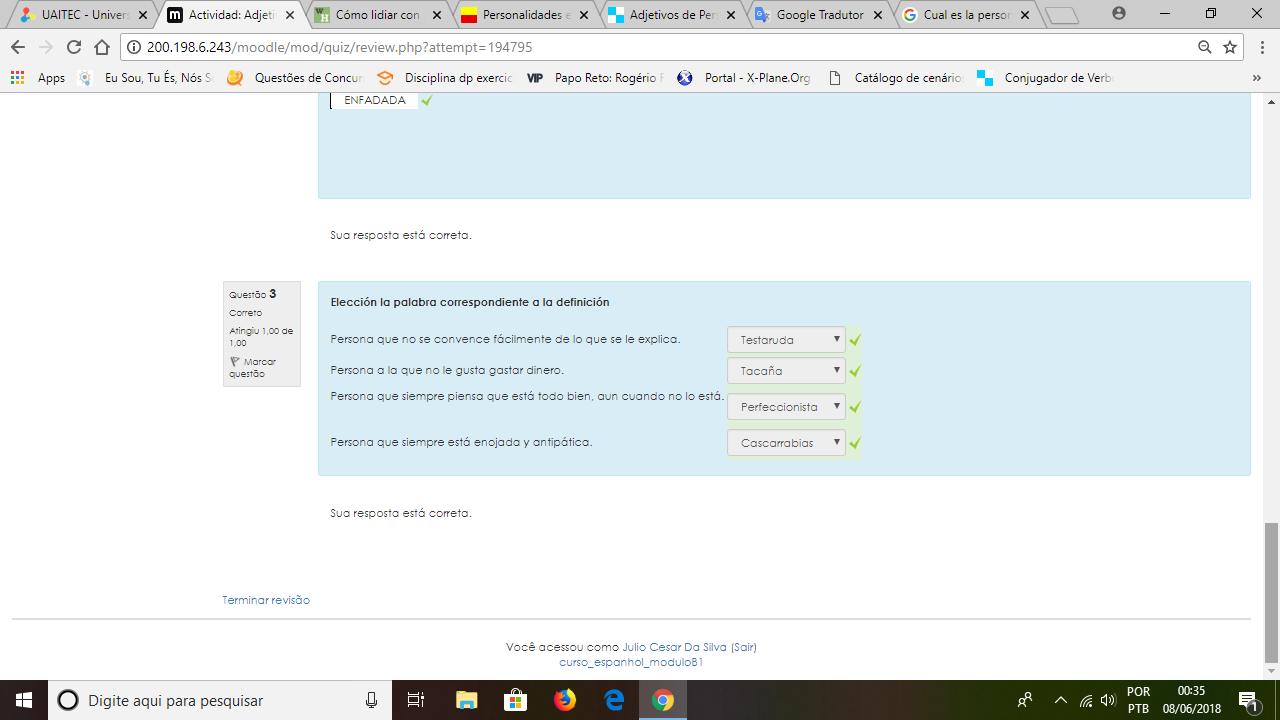 UAITEC - Univers
Actividad: Adjeti
Cómo lidiar con
Personalidades e
Adjetivos de Per
Google Tradutor
Cual es la person
200.198.6.243/moodle/mod/quiz/review.php?attempt=194795
Apps
Eu Sou, Tu És, Nós S
Questões de Concur
Disciplina dp exercic
VIP Papo Reto: Rogério F
Portal - X-Plane.Org
Catálogo de cenário
Conjugador de Verb
»
ENFADADA
Sua resposta está correta.
Questão 3
Correto
Atingiu 1,00 de
1,00
Marcar
questão
Elección la palabra correspondiente a la definición
Persona que no se convence fácilmente de lo que se le explica. Testaruda
Persona a la que no le gusta gastar dinero. Tacaña
Persona que siempre piensa que está todo bien, aun cuando no lo está. Perfeccionista
Persona que siempre está enojada y antipática. Cascarrabias
Sua resposta está correta.
Terminar revisão
Você acessou como Julio Cesar Da Silva (Sair)
curso_espanhol_moduloB1
Digite aqui para pesquisar
POR
PTB
00:35
08/06/2018
1